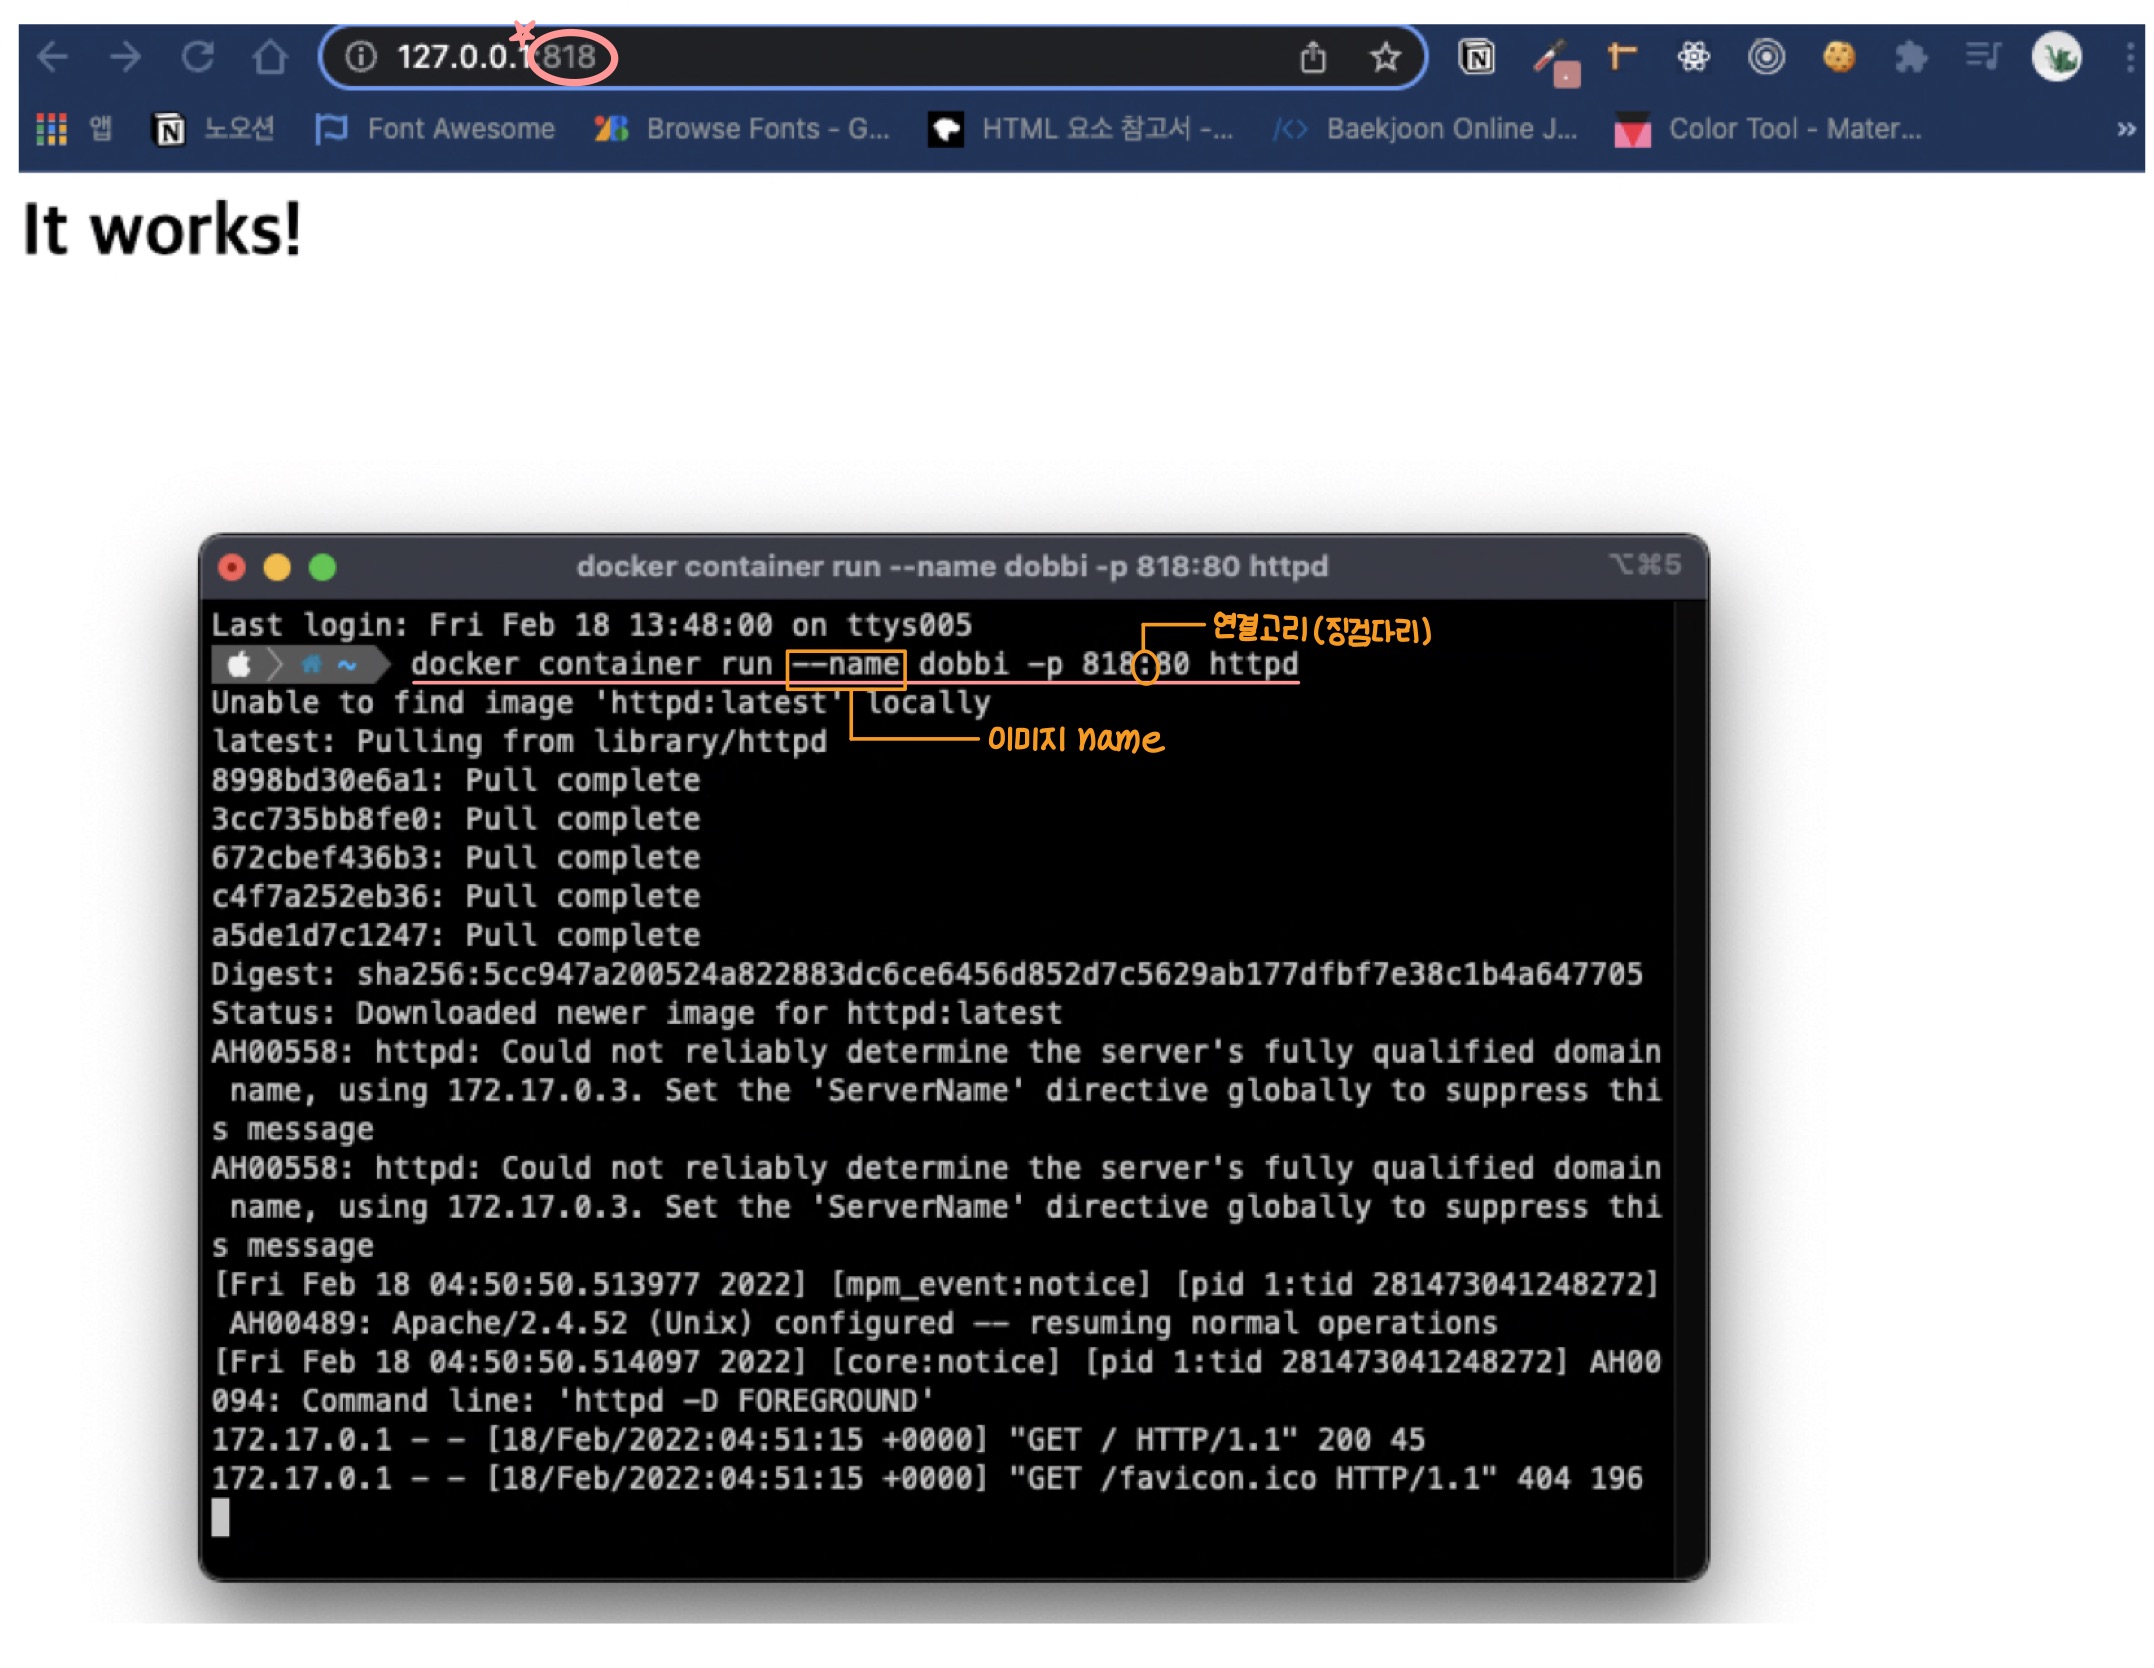 127.0.0.1:818
앱 노오션 Font Awesome Browse Fonts - G... HTML 요소 참고서 -... Baekjoon Online J... Color Tool - Mater... »
It works!
docker container run --name dobbi -p 818:80 httpd ⌥⌘5
Last login: Fri Feb 18 13:48:00 on ttys005
연결고리(징검다리)
~ docker container run --name dobbi -p 818:80 httpd
Unable to find image 'httpd:latest' locally
이미지 name
latest: Pulling from library/httpd
8998bd30e6a1: Pull complete
3cc735bb8fe0: Pull complete
672cbef436b3: Pull complete
c4f7a252eb36: Pull complete
a5de1d7c1247: Pull complete
Digest: sha256:5cc947a200524a822883dc6ce6456d852d7c5629ab177dfbf7e38c1b4a647705
Status: Downloaded newer image for httpd:latest
AH00558: httpd: Could not reliably determine the server's fully qualified domain
name, using 172.17.0.3. Set the 'ServerName' directive globally to suppress thi
s message
AH00558: httpd: Could not reliably determine the server's fully qualified domain
name, using 172.17.0.3. Set the 'ServerName' directive globally to suppress thi
s message
[Fri Feb 18 04:50:50.513977 2022] [mpm_event:notice] [pid 1:tid 281473041248272]
AH00489: Apache/2.4.52 (Unix) configured -- resuming normal operations
[Fri Feb 18 04:50:50.514097 2022] [core:notice] [pid 1:tid 281473041248272] AH00
094: Command line: 'httpd -D FOREGROUND'
172.17.0.1 - - [18/Feb/2022:04:51:15 +0000] "GET / HTTP/1.1" 200 45
172.17.0.1 - - [18/Feb/2022:04:51:15 +0000] "GET /favicon.ico HTTP/1.1" 404 196